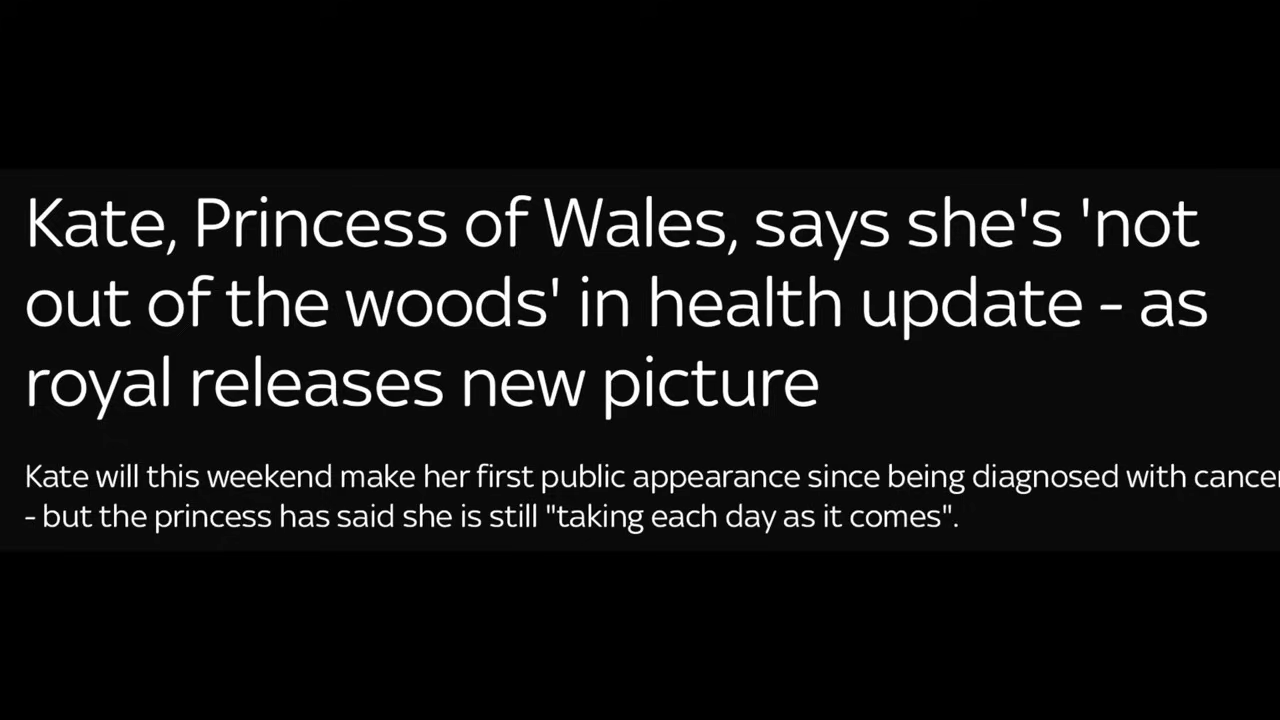 Kate, Princess of Wales, says she's 'not
out of the woods' in health update - as
royal releases new picture
Kate will this weekend make her first public appearance since being diagnosed with cancer
- but the princess has said she is still "taking each day as it comes".